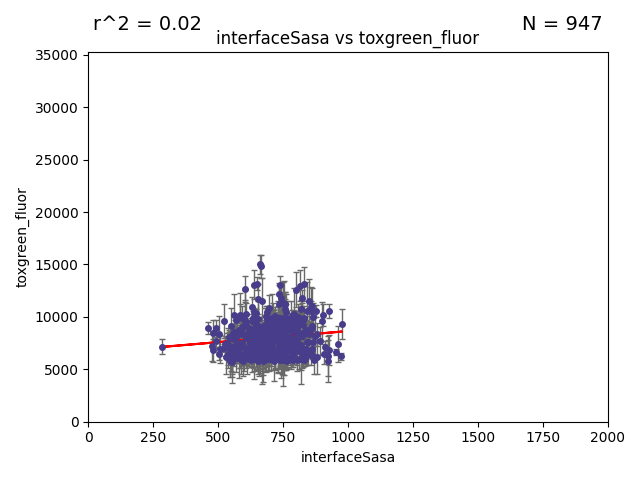 r^2 = 0.02
N = 947
interfaceSasa vs toxgreen_fluor
35000
30000
25000
20000
15000
10000
5000
0
toxgreen_fluor
0 250 500 750 1000 1250 1500 1750 2000
interfaceSasa